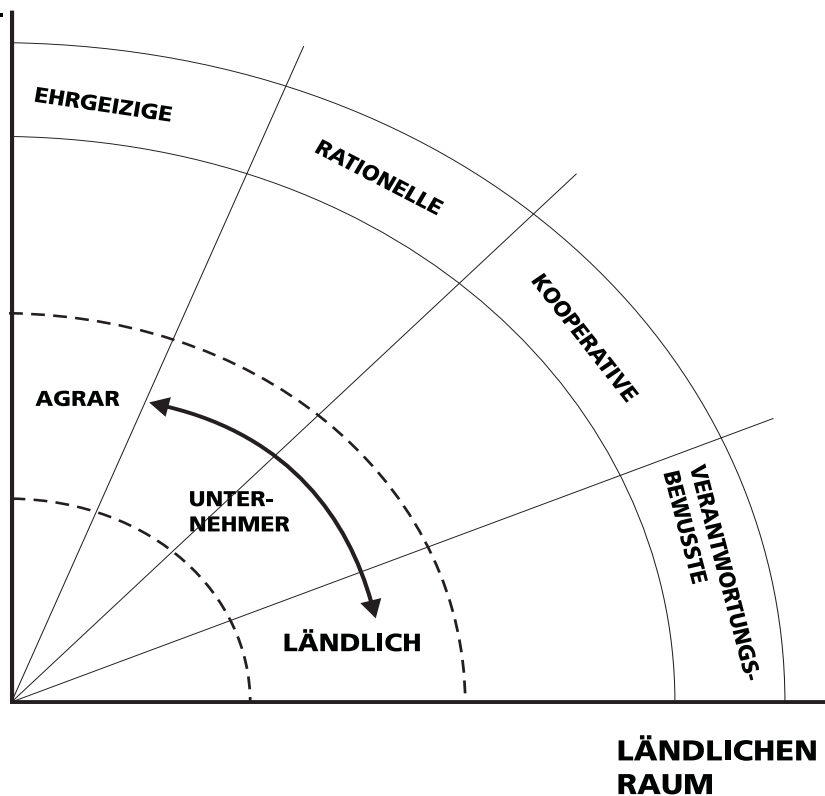 EHRGEIZIGE
RATIONELLE
KOOPERATIVE
VERANTWORTUNGS-
BEWUSSTE
AGRAR
UNTER-
NEHMER
LÄNDLICH
LÄNDLICHEN
RAUM